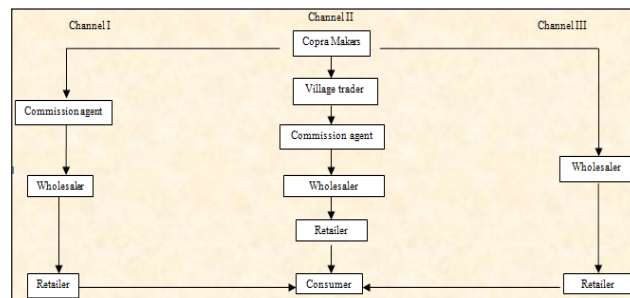 Channel I
Channel II
Channel III
Copra Makers
Village trader
Commission agent
Commission agent
Wholesaler
Wholesaler
Wholesaler
Retailer
Retailer
Consumer
Retailer